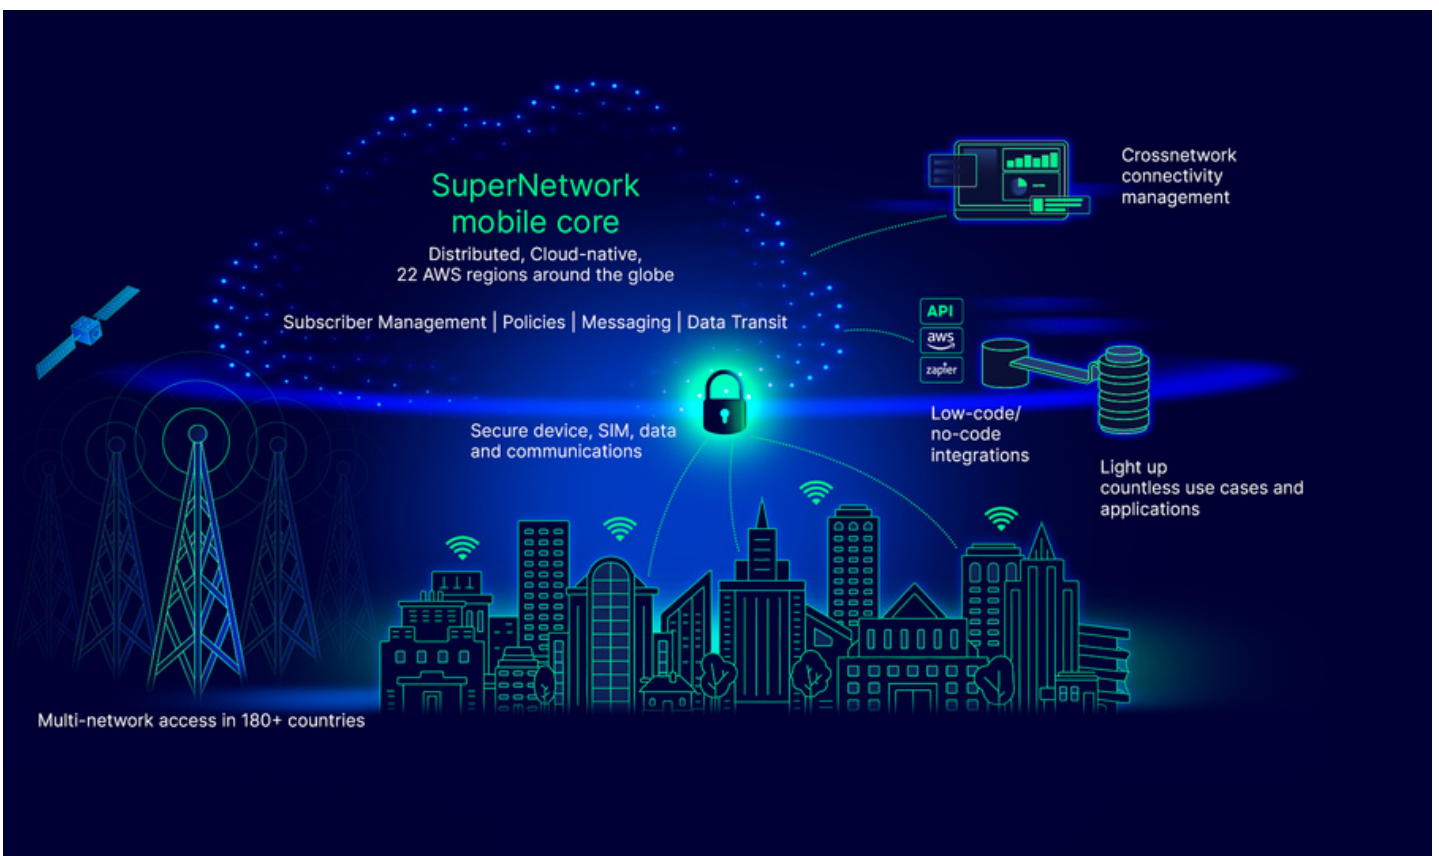 SuperNetwork
mobile core
Distributed, Cloud-native,
22 AWS regions around the globe
Subscriber Management | Policies | Messaging | Data Transit
Crossnetwork
connectivity
management
API
aws
zapier
Low-code/
no-code
integrations
Light up
countless use cases and
applications
Secure device, SIM, data
and communications
Multi-network access in 180+ countries